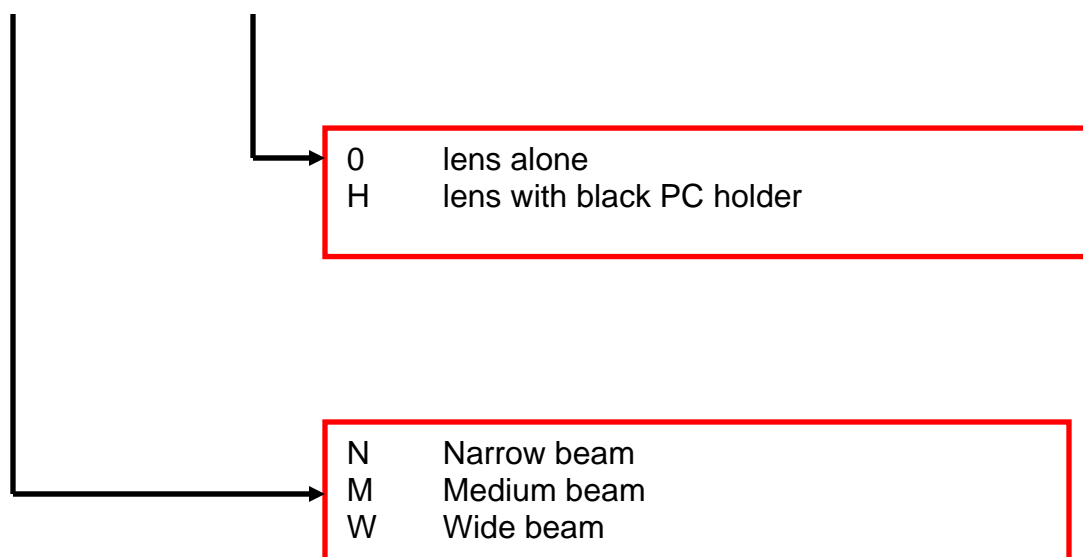 0 lens alone
H lens with black PC holder
N Narrow beam
M Medium beam
W Wide beam